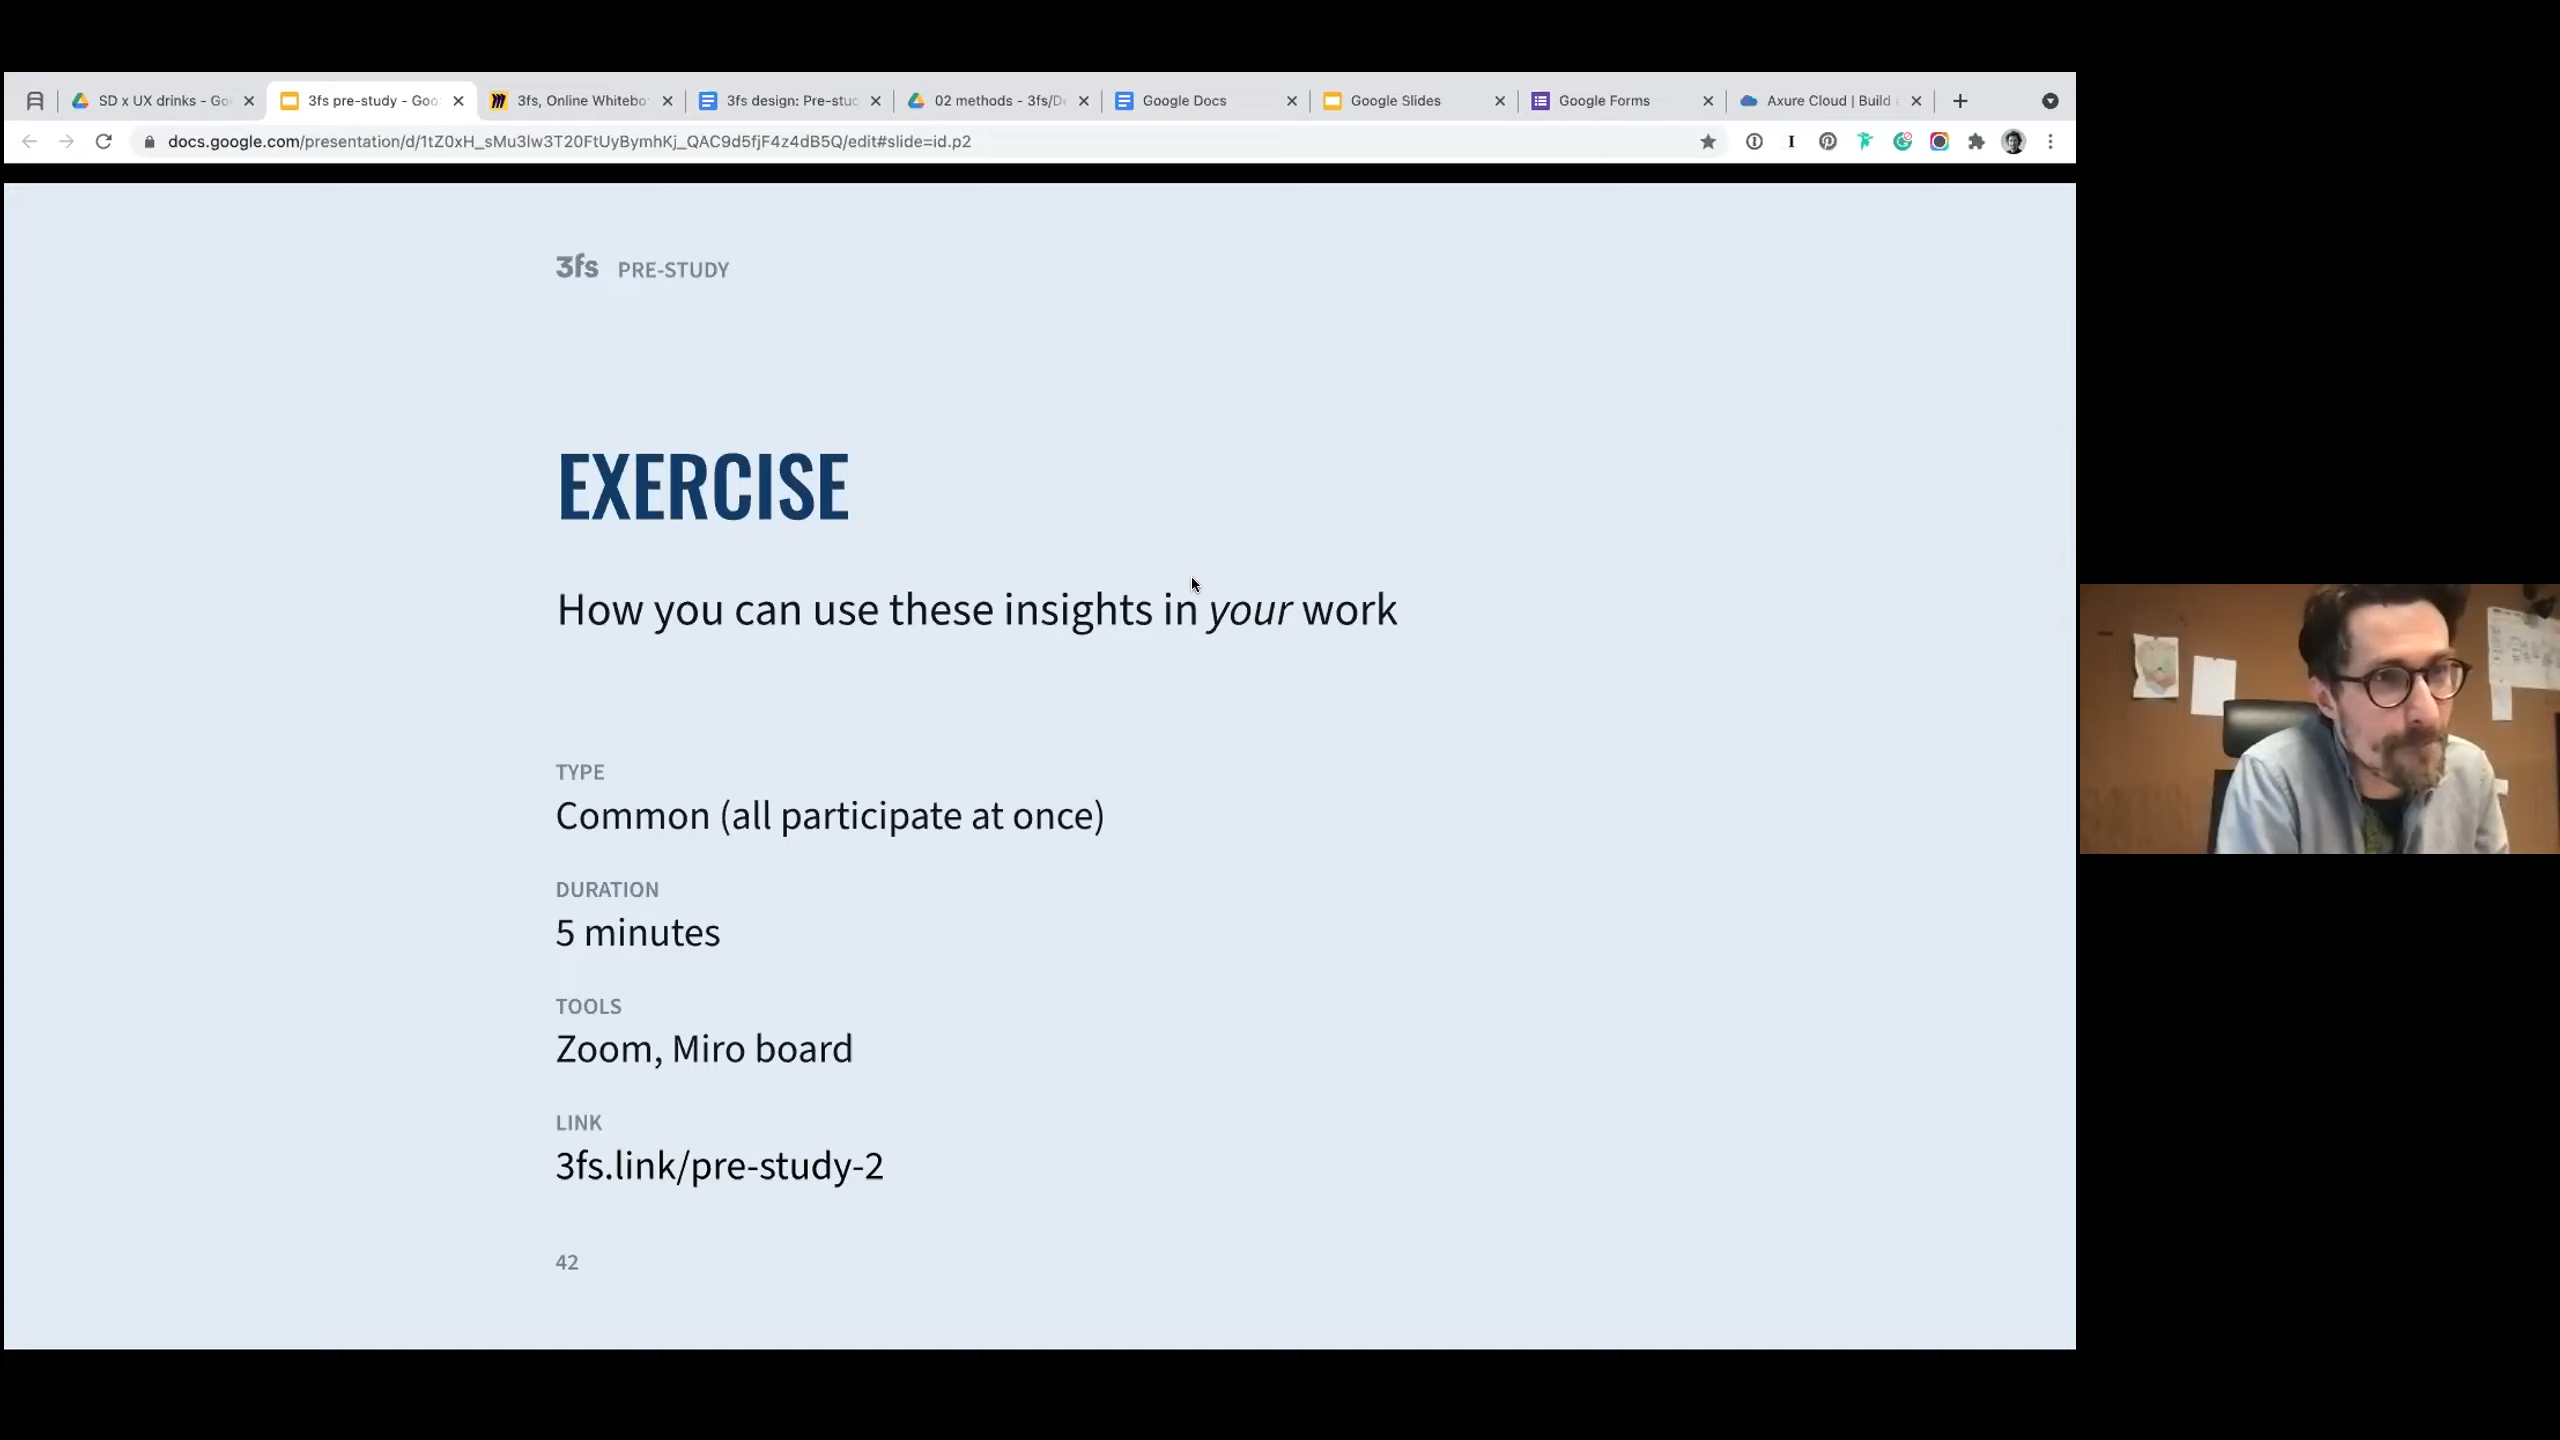 SD x UX drinks - Go
3fs pre-study - Goo
3fs, Online Whitebo
3fs design: Pre-stud
02 methods - 3fs/De
Google Docs
Google Slides
Google Forms
Axure Cloud | Build
docs.google.com/presentation/d/1tZ0xH_sMu3lw3T20FtUyBymhKj_QAC9d5fjF4z4dB5Q/edit#slide=id.p2
3fs PRE-STUDY
EXERCISE
How you can use these insights in your work
TYPE
Common (all participate at once)
DURATION
5 minutes
TOOLS
Zoom, Miro board
LINK
3fs.link/pre-study-2
42